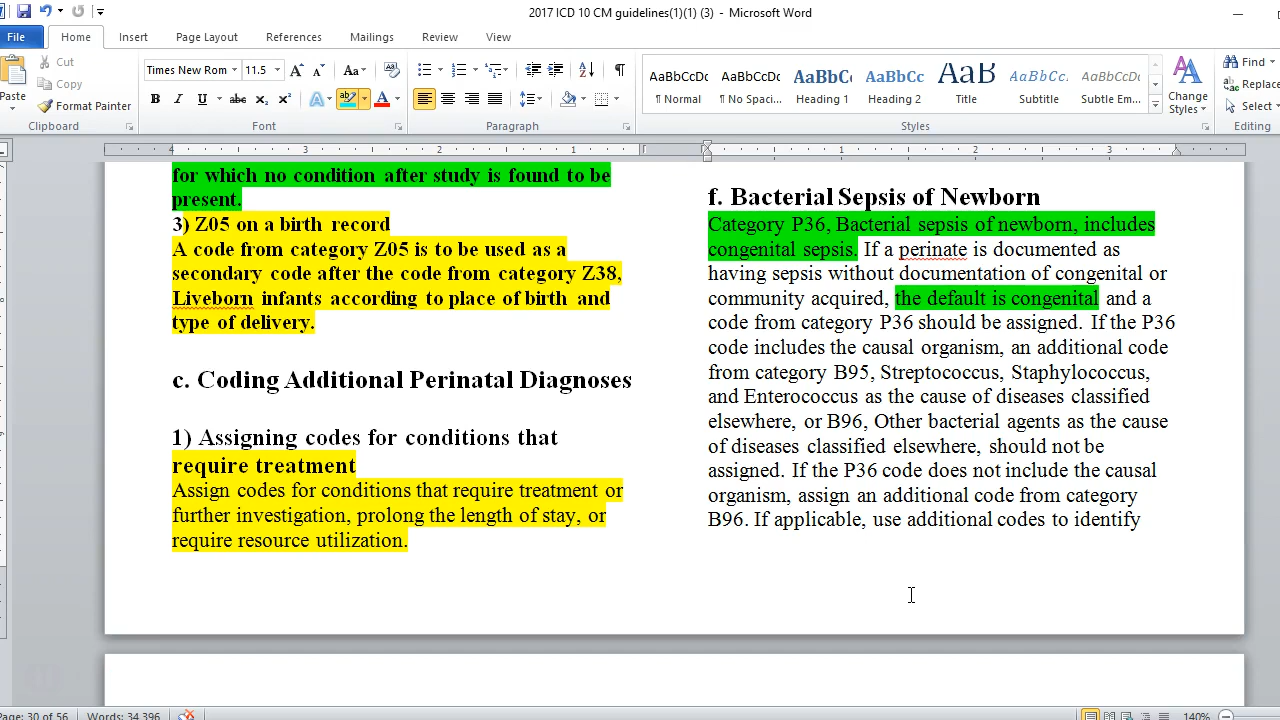 2017 ICD 10 CM guidelines(1)(1) (3) - Microsoft Word
File Home Insert Page Layout References Mailings Review View
Cut
Copy
Format Painter
Paste
Clipboard
Times New Rom 11.5
Font
Paragraph
AaBbCcDc AaBbCcDc AaBbC AaBbCc AaB AaBbCcL AaBbCcDc
¶ Normal ¶ No Spaci... Heading 1 Heading 2 Title Subtitle Subtle Em...
Change
Styles
Styles
Find
Replace
Select
Editing
for which no condition after study is found to be
present.
3) Z05 on a birth record
A code from category Z05 is to be used as a
secondary code after the code from category Z38,
Liveborn infants according to place of birth and
type of delivery.
c. Coding Additional Perinatal Diagnoses
1) Assigning codes for conditions that
require treatment
Assign codes for conditions that require treatment or
further investigation, prolong the length of stay, or
require resource utilization.
f. Bacterial Sepsis of Newborn
Category P36, Bacterial sepsis of newborn, includes
congenital sepsis. If a perinate is documented as
having sepsis without documentation of congenital or
community acquired, the default is congenital and a
code from category P36 should be assigned. If the P36
code includes the causal organism, an additional code
from category B95, Streptococcus, Staphylococcus,
and Enterococcus as the cause of diseases classified
elsewhere, or B96, Other bacterial agents as the cause
of diseases classified elsewhere, should not be
assigned. If the P36 code does not include the causal
organism, assign an additional code from category
B96. If applicable, use additional codes to identify
Page: 30 of 56 Words: 34,396 140%